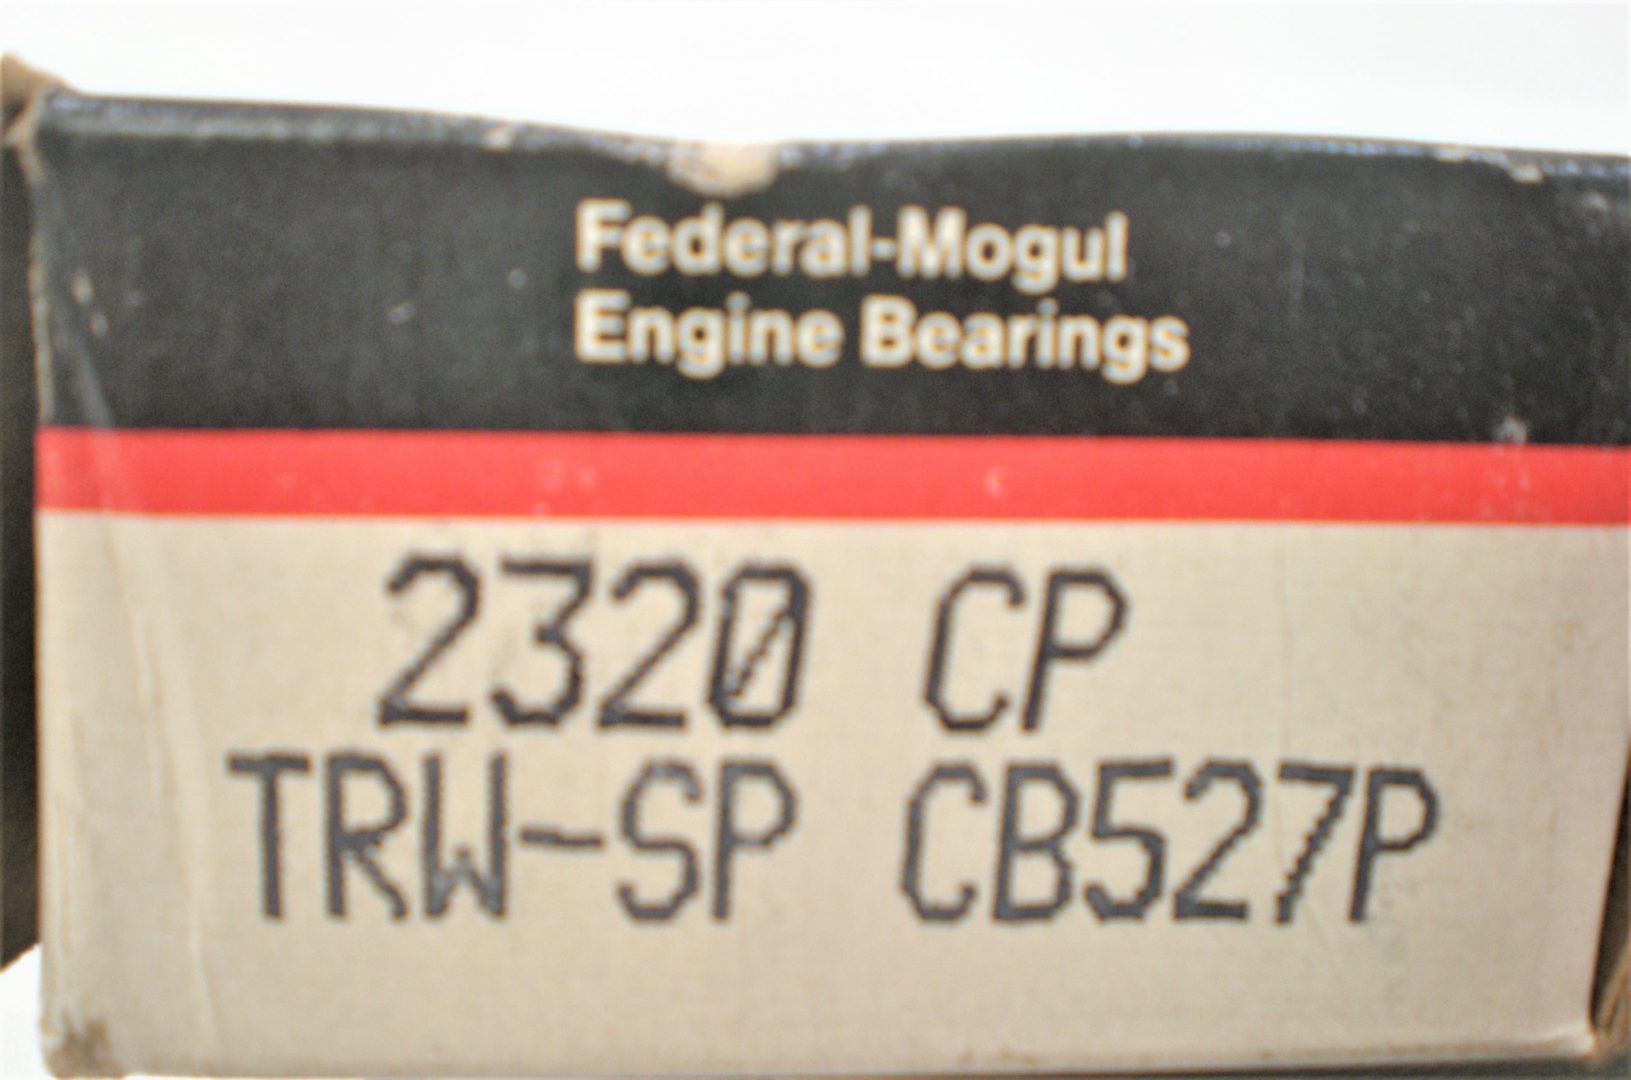 Federal-Mogul
Engine Bearings
2320 CP
TRW-SP CB527P